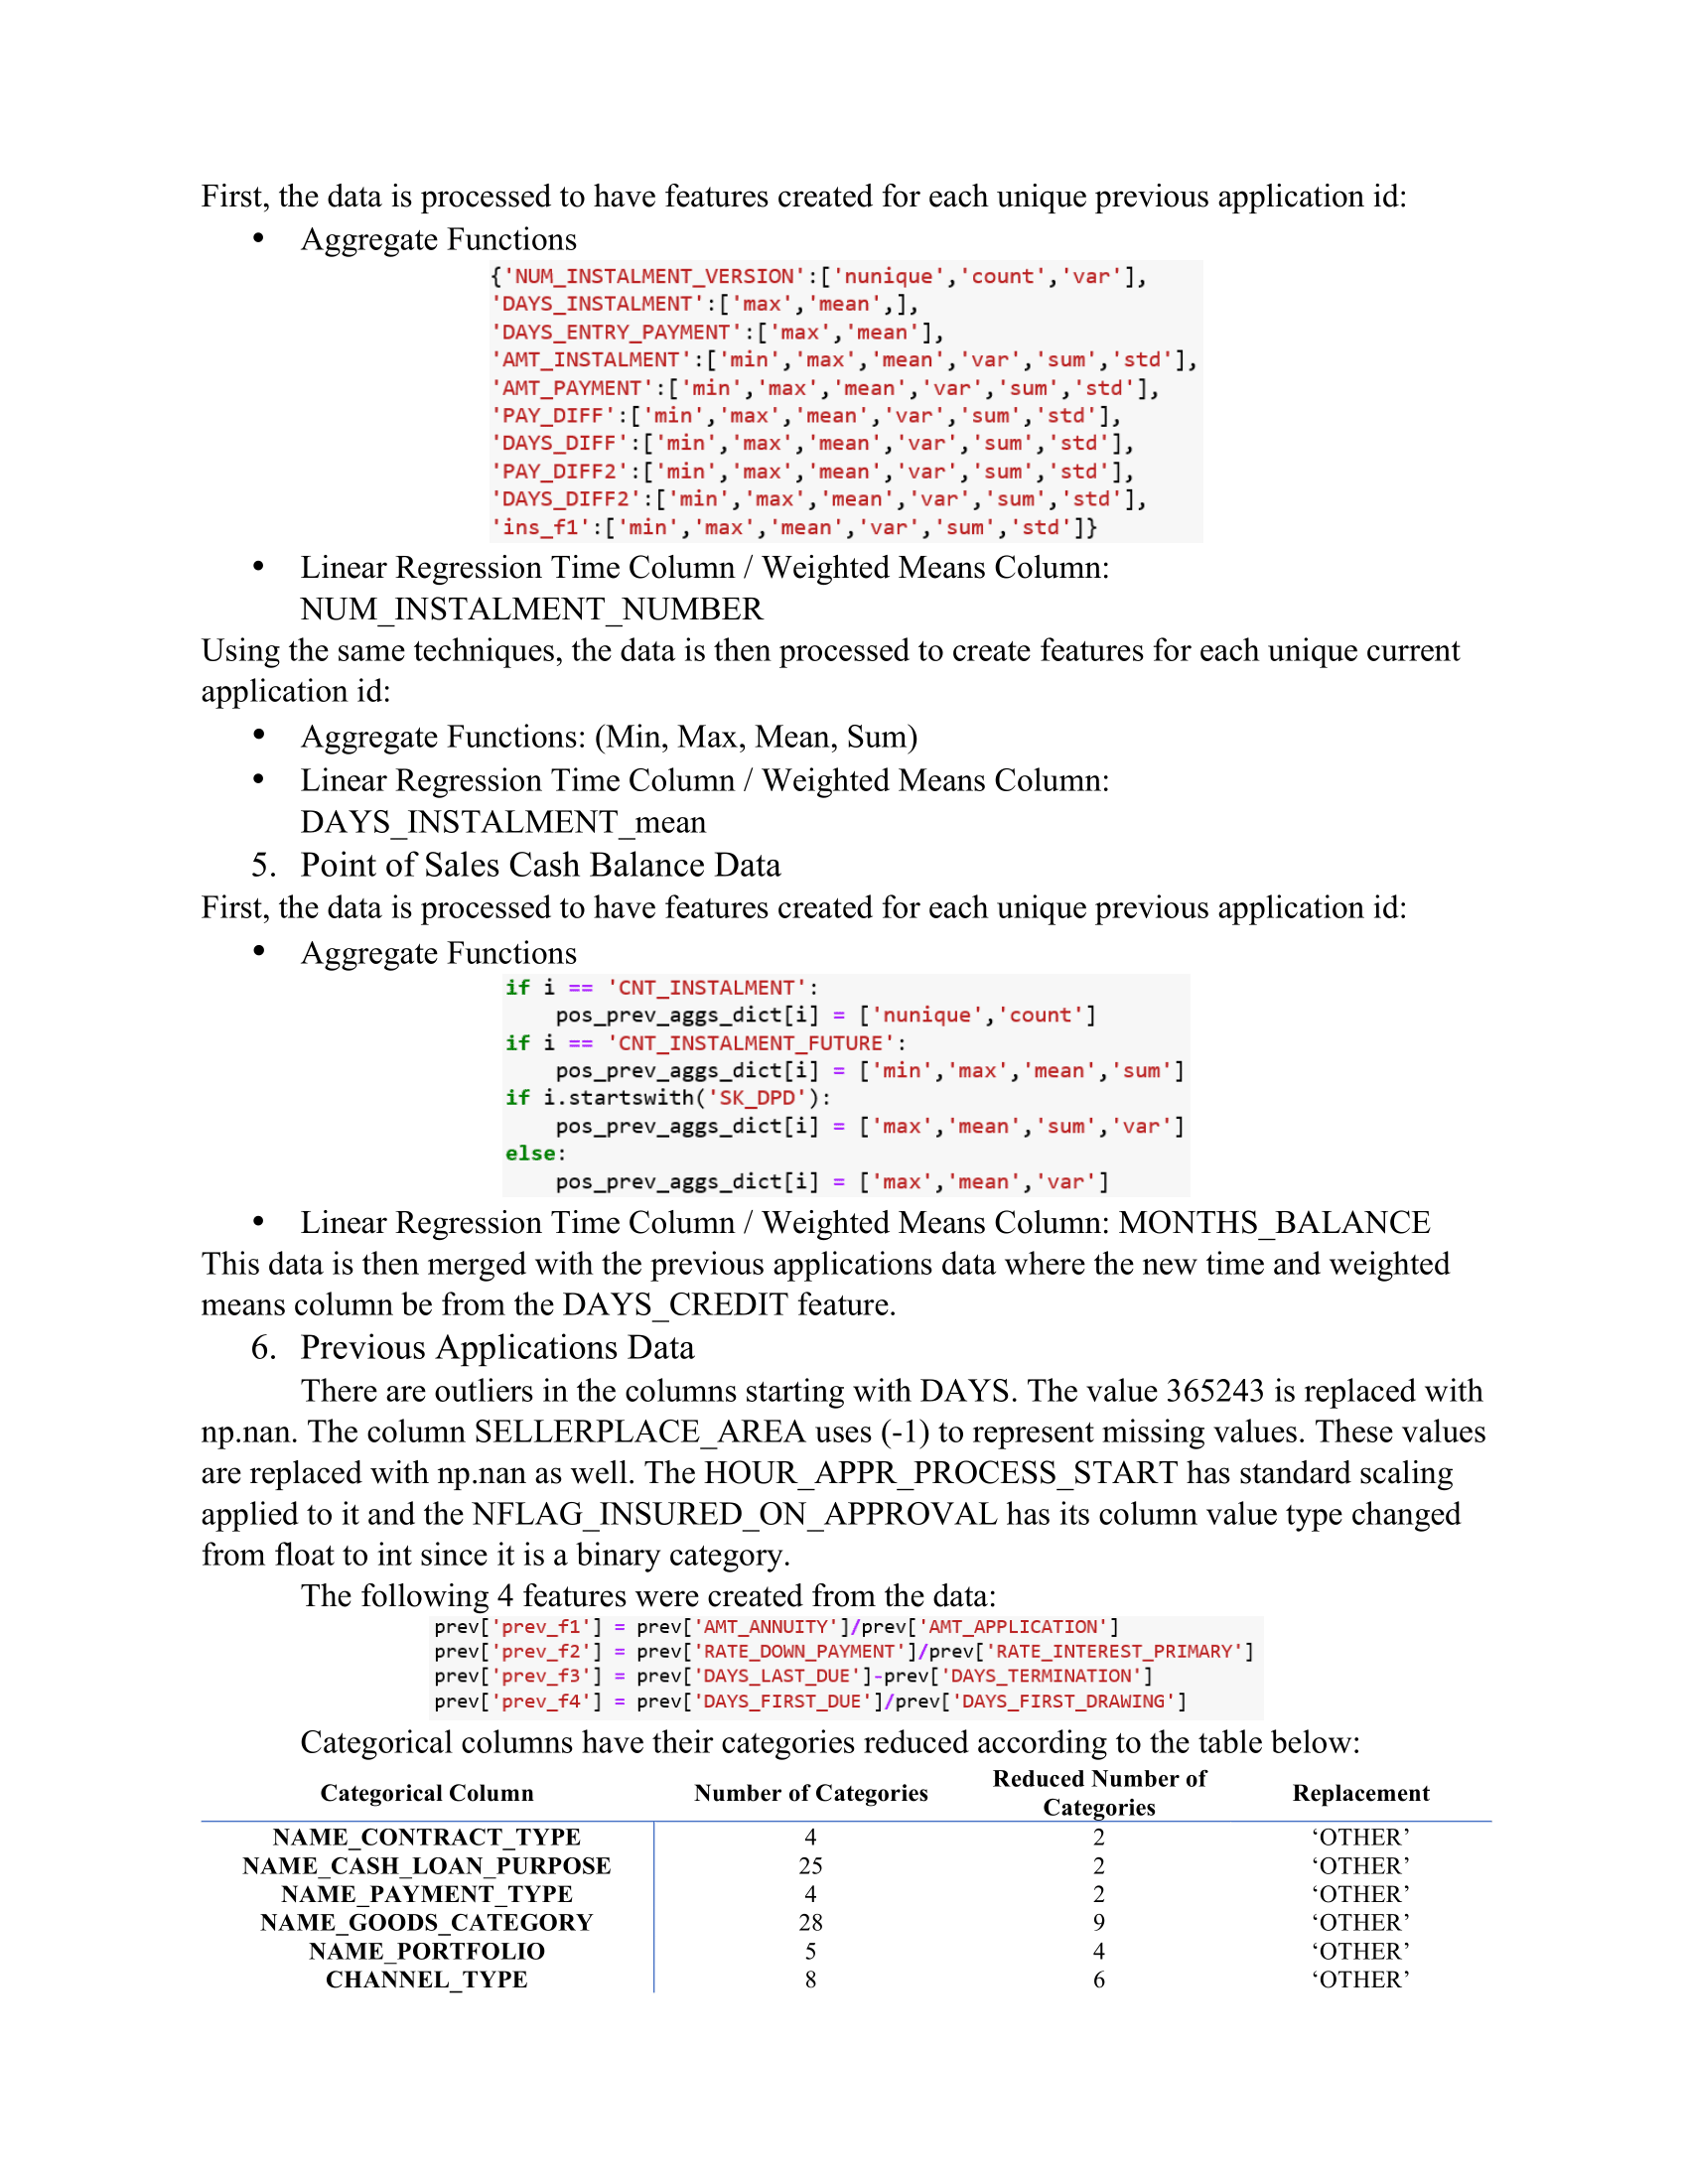 First, the data is processed to have features created for each unique previous application id:
• Aggregate Functions
{'NUM_INSTALMENT_VERSION':['nunique','count','var'],
'DAYS_INSTALMENT':['max','mean',],
'DAYS_ENTRY_PAYMENT':['max','mean'],
'AMT_INSTALMENT':['min','max','mean','var','sum','std'],
'AMT_PAYMENT':['min','max','mean','var','sum','std'],
'PAY_DIFF':['min','max','mean','var','sum','std'],
'DAYS_DIFF':['min','max','mean','var','sum','std'],
'PAY_DIFF2':['min','max','mean','var','sum','std'],
'DAYS_DIFF2':['min','max','mean','var','sum','std'],
'ins_f1':['min','max','mean','var','sum','std']}
• Linear Regression Time Column / Weighted Means Column:
NUM_INSTALMENT_NUMBER
Using the same techniques, the data is then processed to create features for each unique current
application id:
• Aggregate Functions: (Min, Max, Mean, Sum)
• Linear Regression Time Column / Weighted Means Column:
DAYS_INSTALMENT_mean
5. Point of Sales Cash Balance Data
First, the data is processed to have features created for each unique previous application id:
• Aggregate Functions
if i == 'CNT_INSTALMENT':
    pos_prev_aggs_dict[i] = ['nunique','count']
if i == 'CNT_INSTALMENT_FUTURE':
    pos_prev_aggs_dict[i] = ['min','max','mean','sum']
if i.startswith('SK_DPD'):
    pos_prev_aggs_dict[i] = ['max','mean','sum','var']
else:
    pos_prev_aggs_dict[i] = ['max','mean','var']
• Linear Regression Time Column / Weighted Means Column: MONTHS_BALANCE
This data is then merged with the previous applications data where the new time and weighted
means column be from the DAYS_CREDIT feature.
6. Previous Applications Data
There are outliers in the columns starting with DAYS. The value 365243 is replaced with
np.nan. The column SELLERPLACE_AREA uses (-1) to represent missing values. These values
are replaced with np.nan as well. The HOUR_APPR_PROCESS_START has standard scaling
applied to it and the NFLAG_INSURED_ON_APPROVAL has its column value type changed
from float to int since it is a binary category.
The following 4 features were created from the data:
prev['prev_f1'] = prev['AMT_ANNUITY']/prev['AMT_APPLICATION']
prev['prev_f2'] = prev['RATE_DOWN_PAYMENT']/prev['RATE_INTEREST_PRIMARY']
prev['prev_f3'] = prev['DAYS_LAST_DUE']-prev['DAYS_TERMINATION']
prev['prev_f4'] = prev['DAYS_FIRST_DUE']/prev['DAYS_FIRST_DRAWING']
Categorical columns have their categories reduced according to the table below:
Categorical Column Number of Categories Reduced Number of Categories Replacement
NAME_CONTRACT_TYPE 4 2 ‘OTHER’
NAME_CASH_LOAN_PURPOSE 25 2 ‘OTHER’
NAME_PAYMENT_TYPE 4 2 ‘OTHER’
NAME_GOODS_CATEGORY 28 9 ‘OTHER’
NAME_PORTFOLIO 5 4 ‘OTHER’
CHANNEL_TYPE 8 6 ‘OTHER’